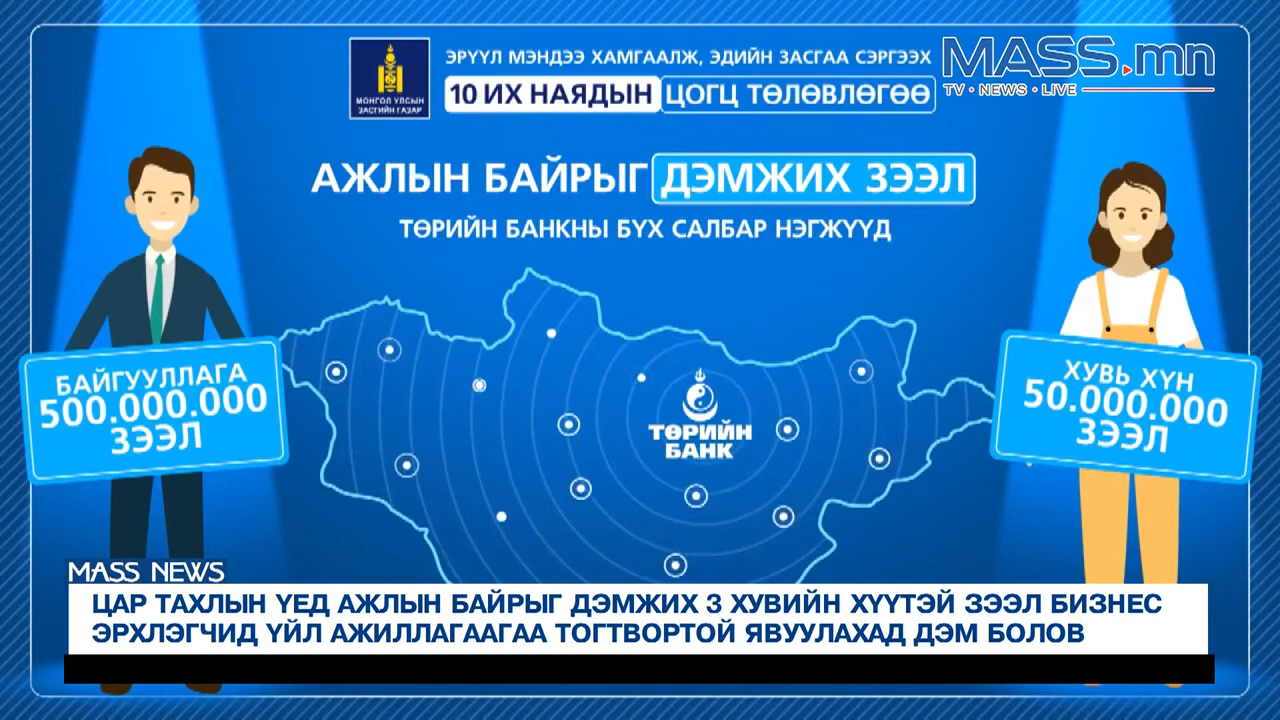 МОНГОЛ УЛСЫН
ЗАСГИЙН ГАЗАР
ЭРҮҮЛ МЭНДЭЭ ХАМГААЛЖ, ЭДИЙН ЗАСГАА СЭРГЭЭХ
10 ИХ НАЯДЫН ЦОГЦ ТӨЛӨВЛӨГӨӨ
MASS.mn
TV • NEWS • LIVE
АЖЛЫН БАЙРЫГ ДЭМЖИХ ЗЭЭЛ
ТӨРИЙН БАНКНЫ БҮХ САЛБАР НЭГЖҮҮД
БАЙГУУЛЛАГА
500.000.000
ЗЭЭЛ
ТӨРИЙН
БАНК
ХУВЬ ХҮН
50.000.000
ЗЭЭЛ
MASS NEWS
ЦАР ТАХЛЫН ҮЕД АЖЛЫН БАЙРЫГ ДЭМЖИХ 3 ХУВИЙН ХҮҮТЭЙ ЗЭЭЛ БИЗНЕС
ЭРХЛЭГЧИД ҮЙЛ АЖИЛЛАГААГАА ТОГТВОРТОЙ ЯВУУЛАХАД ДЭМ БОЛОВ